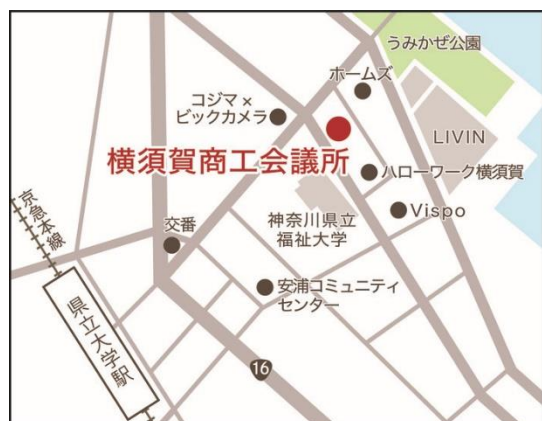 うみかぜ公園
ホームズ
コジマ×
ビックカメラ
LIVIN
横須賀商工会議所
ハローワーク横須賀
京急本線
神奈川県立
福祉大学
Vispo
交番
安浦コミュニティ
センター
県立大学駅
16